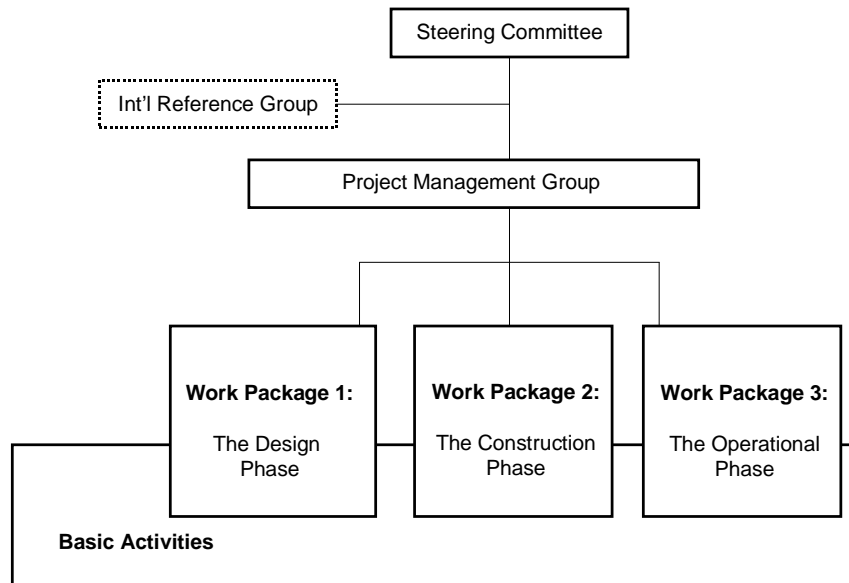 Steering Committee
Int'l Reference Group
Project Management Group
Work Package 1:
The Design
Phase
Work Package 2:
The Construction
Phase
Work Package 3:
The Operational
Phase
Basic Activities